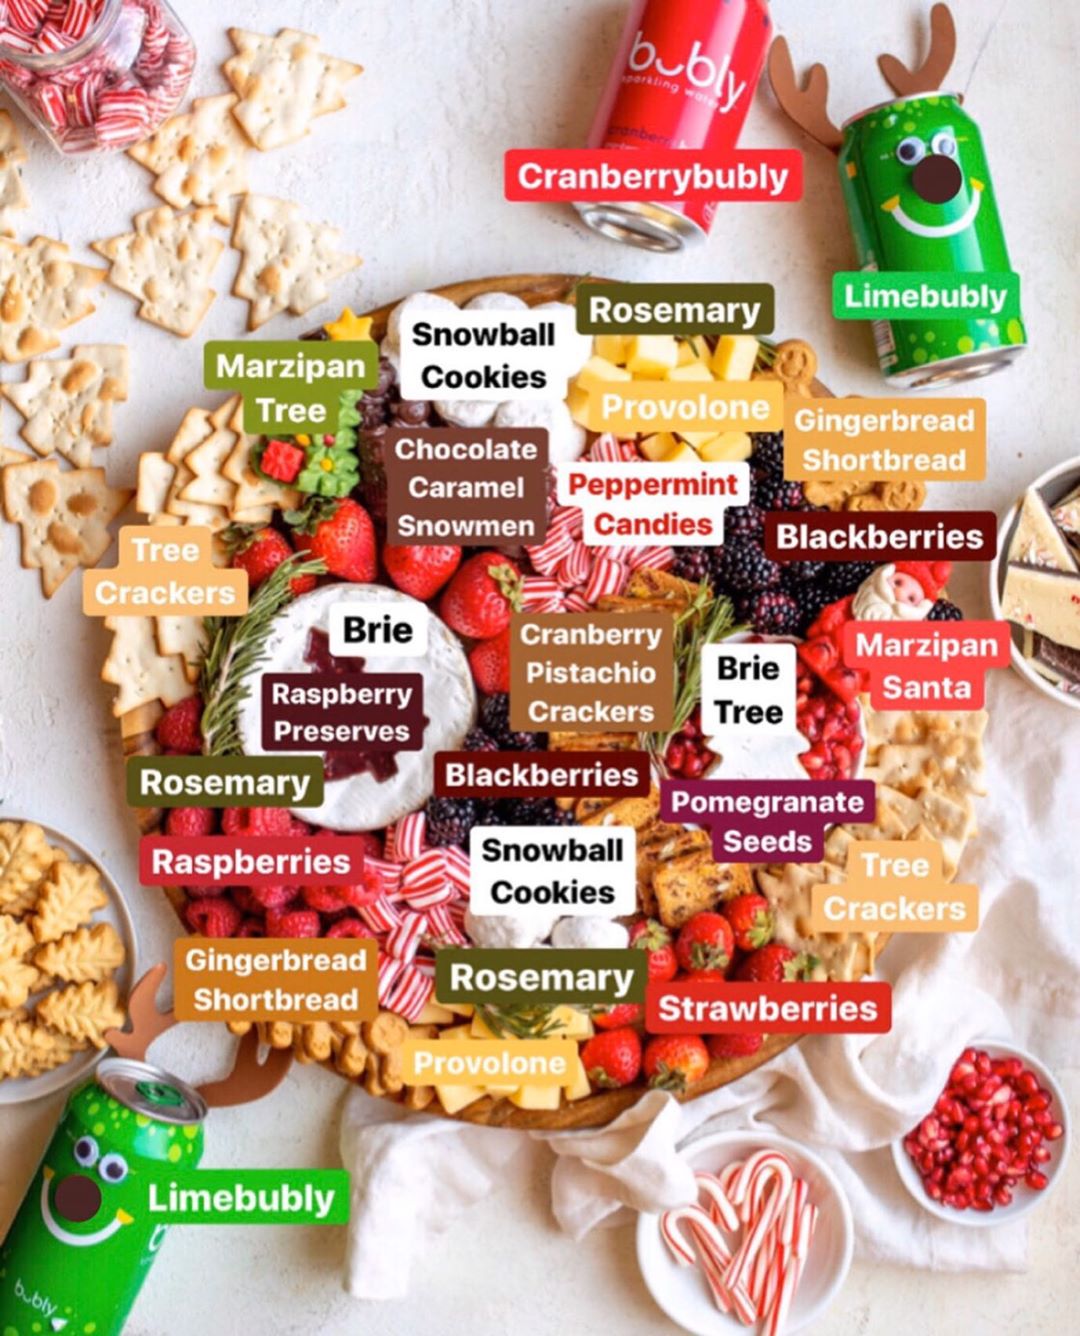 bubly
sparkling water
cranberry
Cranberrybubly
Limebubly
Rosemary
Snowball
Cookies
Marzipan
Tree
Provolone
Gingerbread
Shortbread
Chocolate
Caramel
Snowmen
Peppermint
Candies
Blackberries
Tree
Crackers
Brie
Cranberry
Pistachio
Crackers
Marzipan
Santa
Brie
Tree
Raspberry
Preserves
Rosemary
Blackberries
Pomegranate
Seeds
Raspberries
Snowball
Cookies
Tree
Crackers
Gingerbread
Shortbread
Rosemary
Strawberries
Provolone
Limebubly
bubly